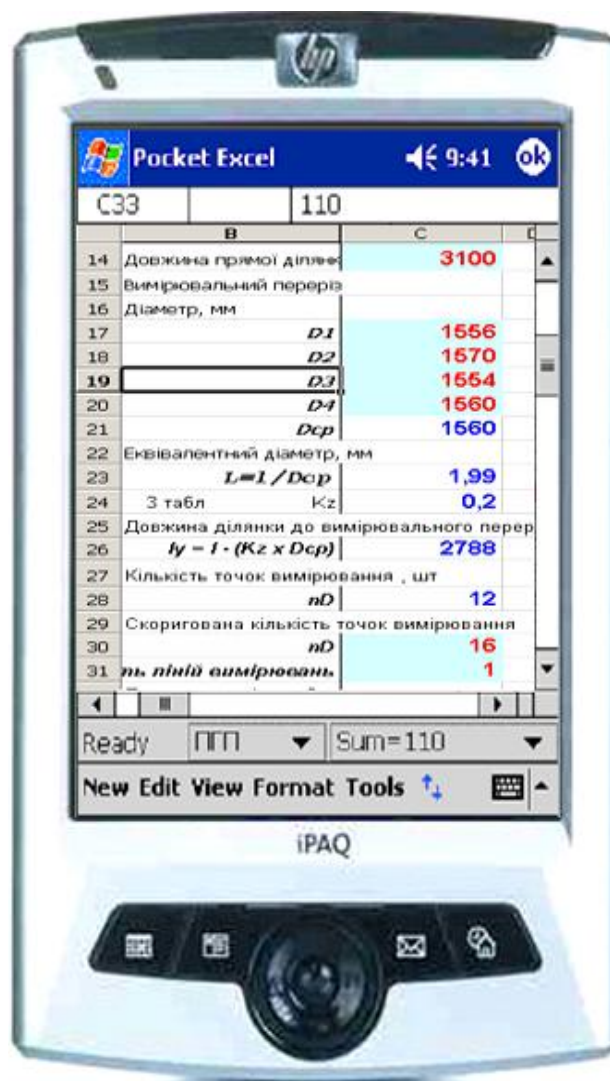 hp
Pocket Excel 9:41 ok
C33 110
B C
14 Довжина прямої ділянк 3100
15 Вимірювальний переріз
16 Діаметр, мм
17 D1 1556
18 D2 1570
19 D3 1554
20 D4 1560
21 Dcp 1560
22 Еквівалентний діаметр, мм
23 L=1/Dcp 1,99
24 З табл Kz 0,2
25 Довжина ділянки до вимірювального перер
26 ly = l - (Kz x Dcp) 2788
27 Кількість точок вимірювання , шт
28 nD 12
29 Скоригована кількість точок вимірювання
30 nD 16
31 ть ліній вимірювань 1
Ready ПГП Sum=110
New Edit View Format Tools
iPAQ